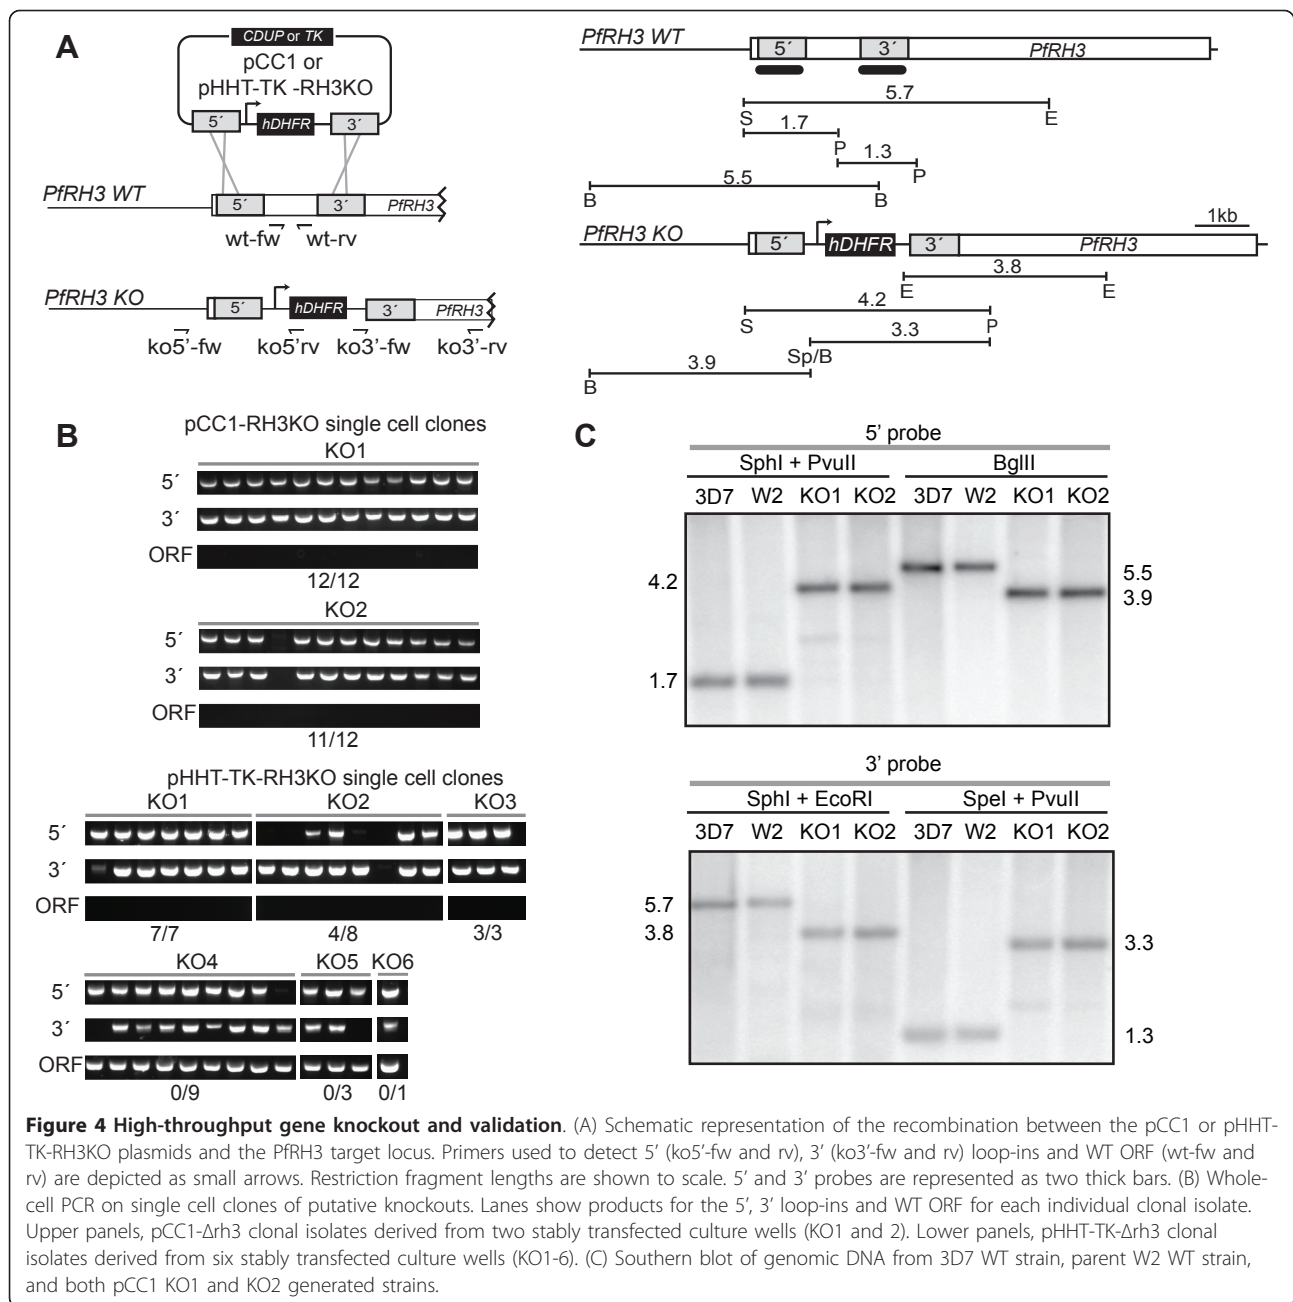 A
CDUP or TK
pCC1 or
pHHT-TK -RH3KO
5´ hDHFR 3´
PfRH3 WT
5´ 3´ PfRH3
wt-fw wt-rv
PfRH3 KO
5´ hDHFR 3´ PfRH3
ko5’-fw ko5’rv ko3’-fw ko3’-rv
PfRH3 WT
5´ 3´ PfRH3
5.7
S E
1.7
P
1.3
P
5.5
B B
1kb
PfRH3 KO
5´ hDHFR 3´ PfRH3
3.8
E E
4.2
S P
3.3
Sp/B
3.9
B
B
pCC1-RH3KO single cell clones
KO1
5´
3´
ORF
12/12
KO2
5´
3´
ORF
11/12
pHHT-TK-RH3KO single cell clones
KO1 KO2 KO3
5´
3´
ORF
7/7 4/8 3/3
KO4 KO5 KO6
5´
3´
ORF
0/9 0/3 0/1
C
5’ probe
SphI + PvuII BglII
3D7 W2 KO1 KO2 3D7 W2 KO1 KO2
4.2
1.7
5.5
3.9
3’ probe
SphI + EcoRI SpeI + PvuII
3D7 W2 KO1 KO2 3D7 W2 KO1 KO2
5.7
3.8
3.3
1.3
Figure 4 High-throughput gene knockout and validation. (A) Schematic representation of the recombination between the pCC1 or pHHT-
TK-RH3KO plasmids and the PfRH3 target locus. Primers used to detect 5’ (ko5’-fw and rv), 3’ (ko3’-fw and rv) loop-ins and WT ORF (wt-fw and
rv) are depicted as small arrows. Restriction fragment lengths are shown to scale. 5’ and 3’ probes are represented as two thick bars. (B) Whole-
cell PCR on single cell clones of putative knockouts. Lanes show products for the 5’, 3’ loop-ins and WT ORF for each individual clonal isolate.
Upper panels, pCC1-Δrh3 clonal isolates derived from two stably transfected culture wells (KO1 and 2). Lower panels, pHHT-TK-Δrh3 clonal
isolates derived from six stably transfected culture wells (KO1-6). (C) Southern blot of genomic DNA from 3D7 WT strain, parent W2 WT strain,
and both pCC1 KO1 and KO2 generated strains.